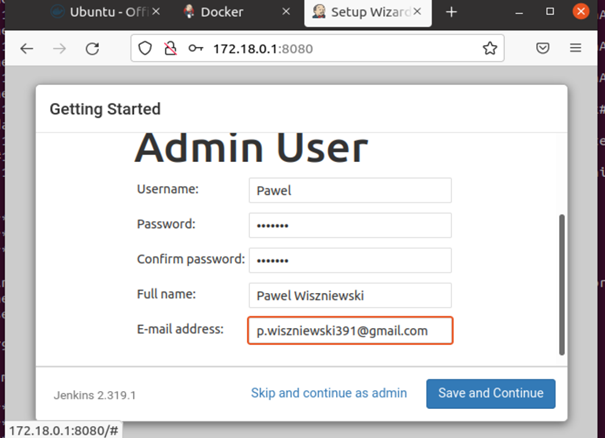 Ubuntu - Offi
Docker
Setup Wizard
172.18.0.1:8080
Getting Started
Admin User
Username:
Pawel
Password:
•••••••
Confirm password:
•••••••
Full name:
Pawel Wiszniewski
E-mail address:
p.wiszniewski391@gmail.com
Jenkins 2.319.1
Skip and continue as admin
Save and Continue
172.18.0.1:8080/#